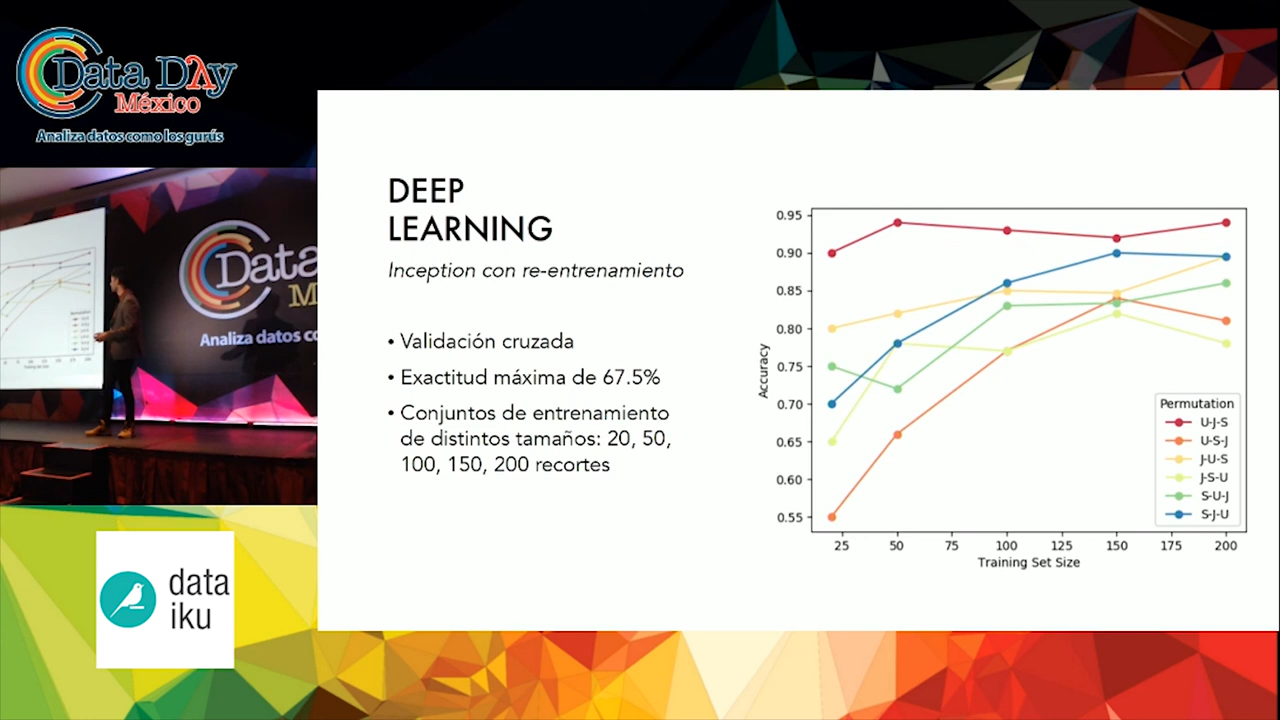 Data Day
México
Analiza datos como los gurús
Data
M
Analiza datos co
data
iku
DEEP
LEARNING
Inception con re-entrenamiento
• Validación cruzada
• Exactitud máxima de 67.5%
• Conjuntos de entrenamiento
de distintos tamaños: 20, 50,
100, 150, 200 recortes
0.95
0.90
0.85
0.80
0.75
0.70
0.65
0.60
0.55
Accuracy
25 50 75 100 125 150 175 200
Training Set Size
Permutation
U-J-S
U-S-J
J-U-S
J-S-U
S-U-J
S-J-U